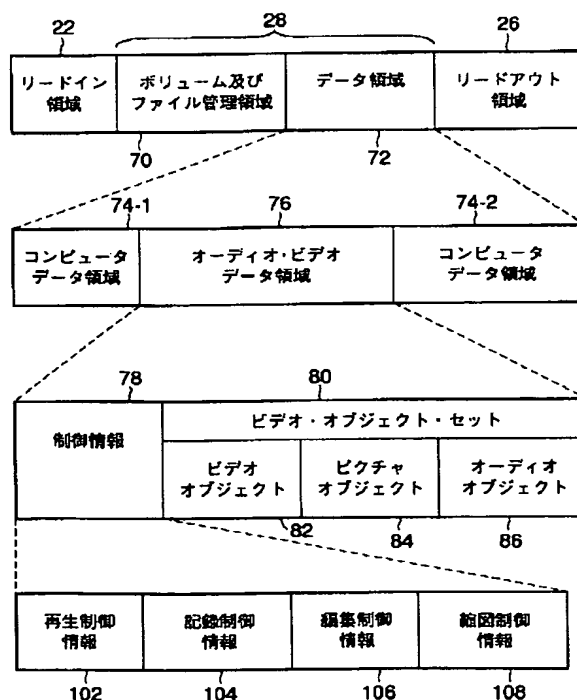 22 28 26
リードイン領域 ボリューム及びファイル管理領域 データ領域 リードアウト領域
70 72
74-1 76 74-2
コンピュータデータ領域 オーディオ・ビデオデータ領域 コンピュータデータ領域
78 80
制御情報 ビデオ・オブジェクト・セット
ビデオオブジェクト ピクチャオブジェクト オーディオオブジェクト
82 84 86
再生制御情報 記録制御情報 編集制御情報 縮図制御情報
102 104 106 108